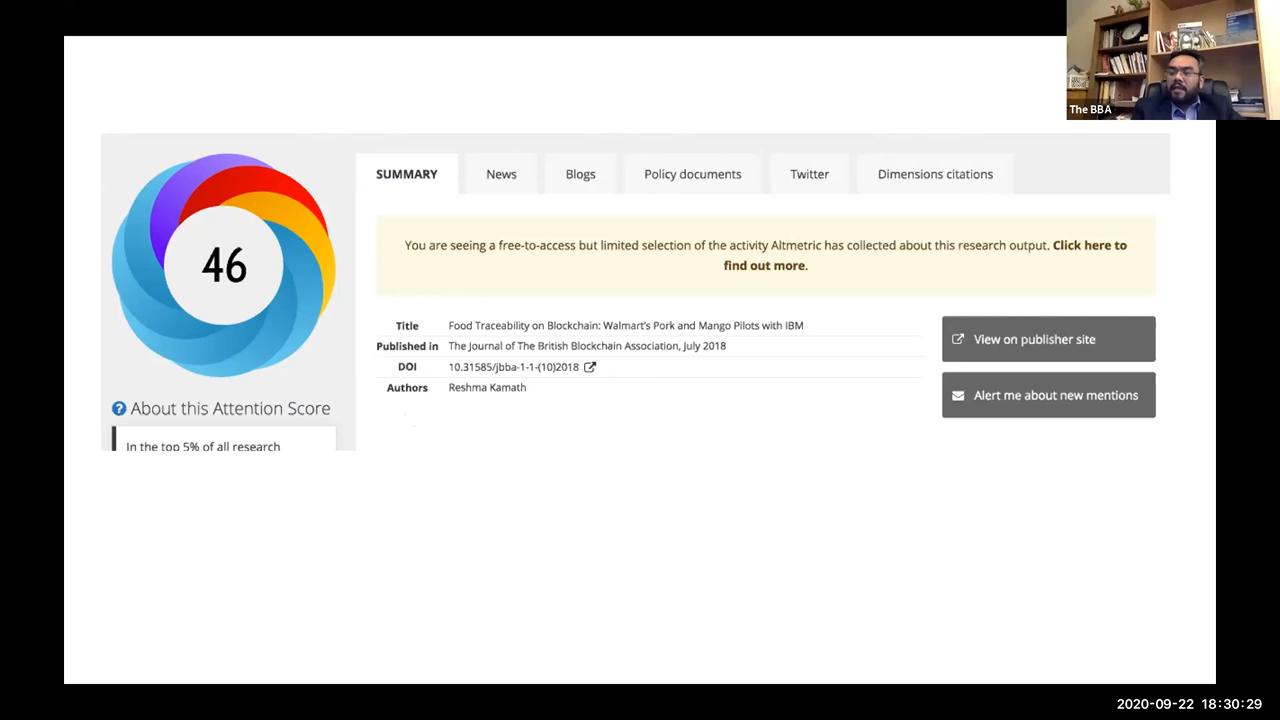 The BBA
46
SUMMARY
News
Blogs
Policy documents
Twitter
Dimensions citations
You are seeing a free-to-access but limited selection of the activity Altmetric has collected about this research output. Click here to
find out more.
Title Food Traceability on Blockchain: Walmart's Pork and Mango Pilots with IBM
Published in The Journal of The British Blockchain Association, July 2018
DOI 10.31585/jbba-1-1-(10)2018
Authors Reshma Kamath
View on publisher site
Alert me about new mentions
? About this Attention Score
In the top 5% of all research
2020-09-22 18:30:29